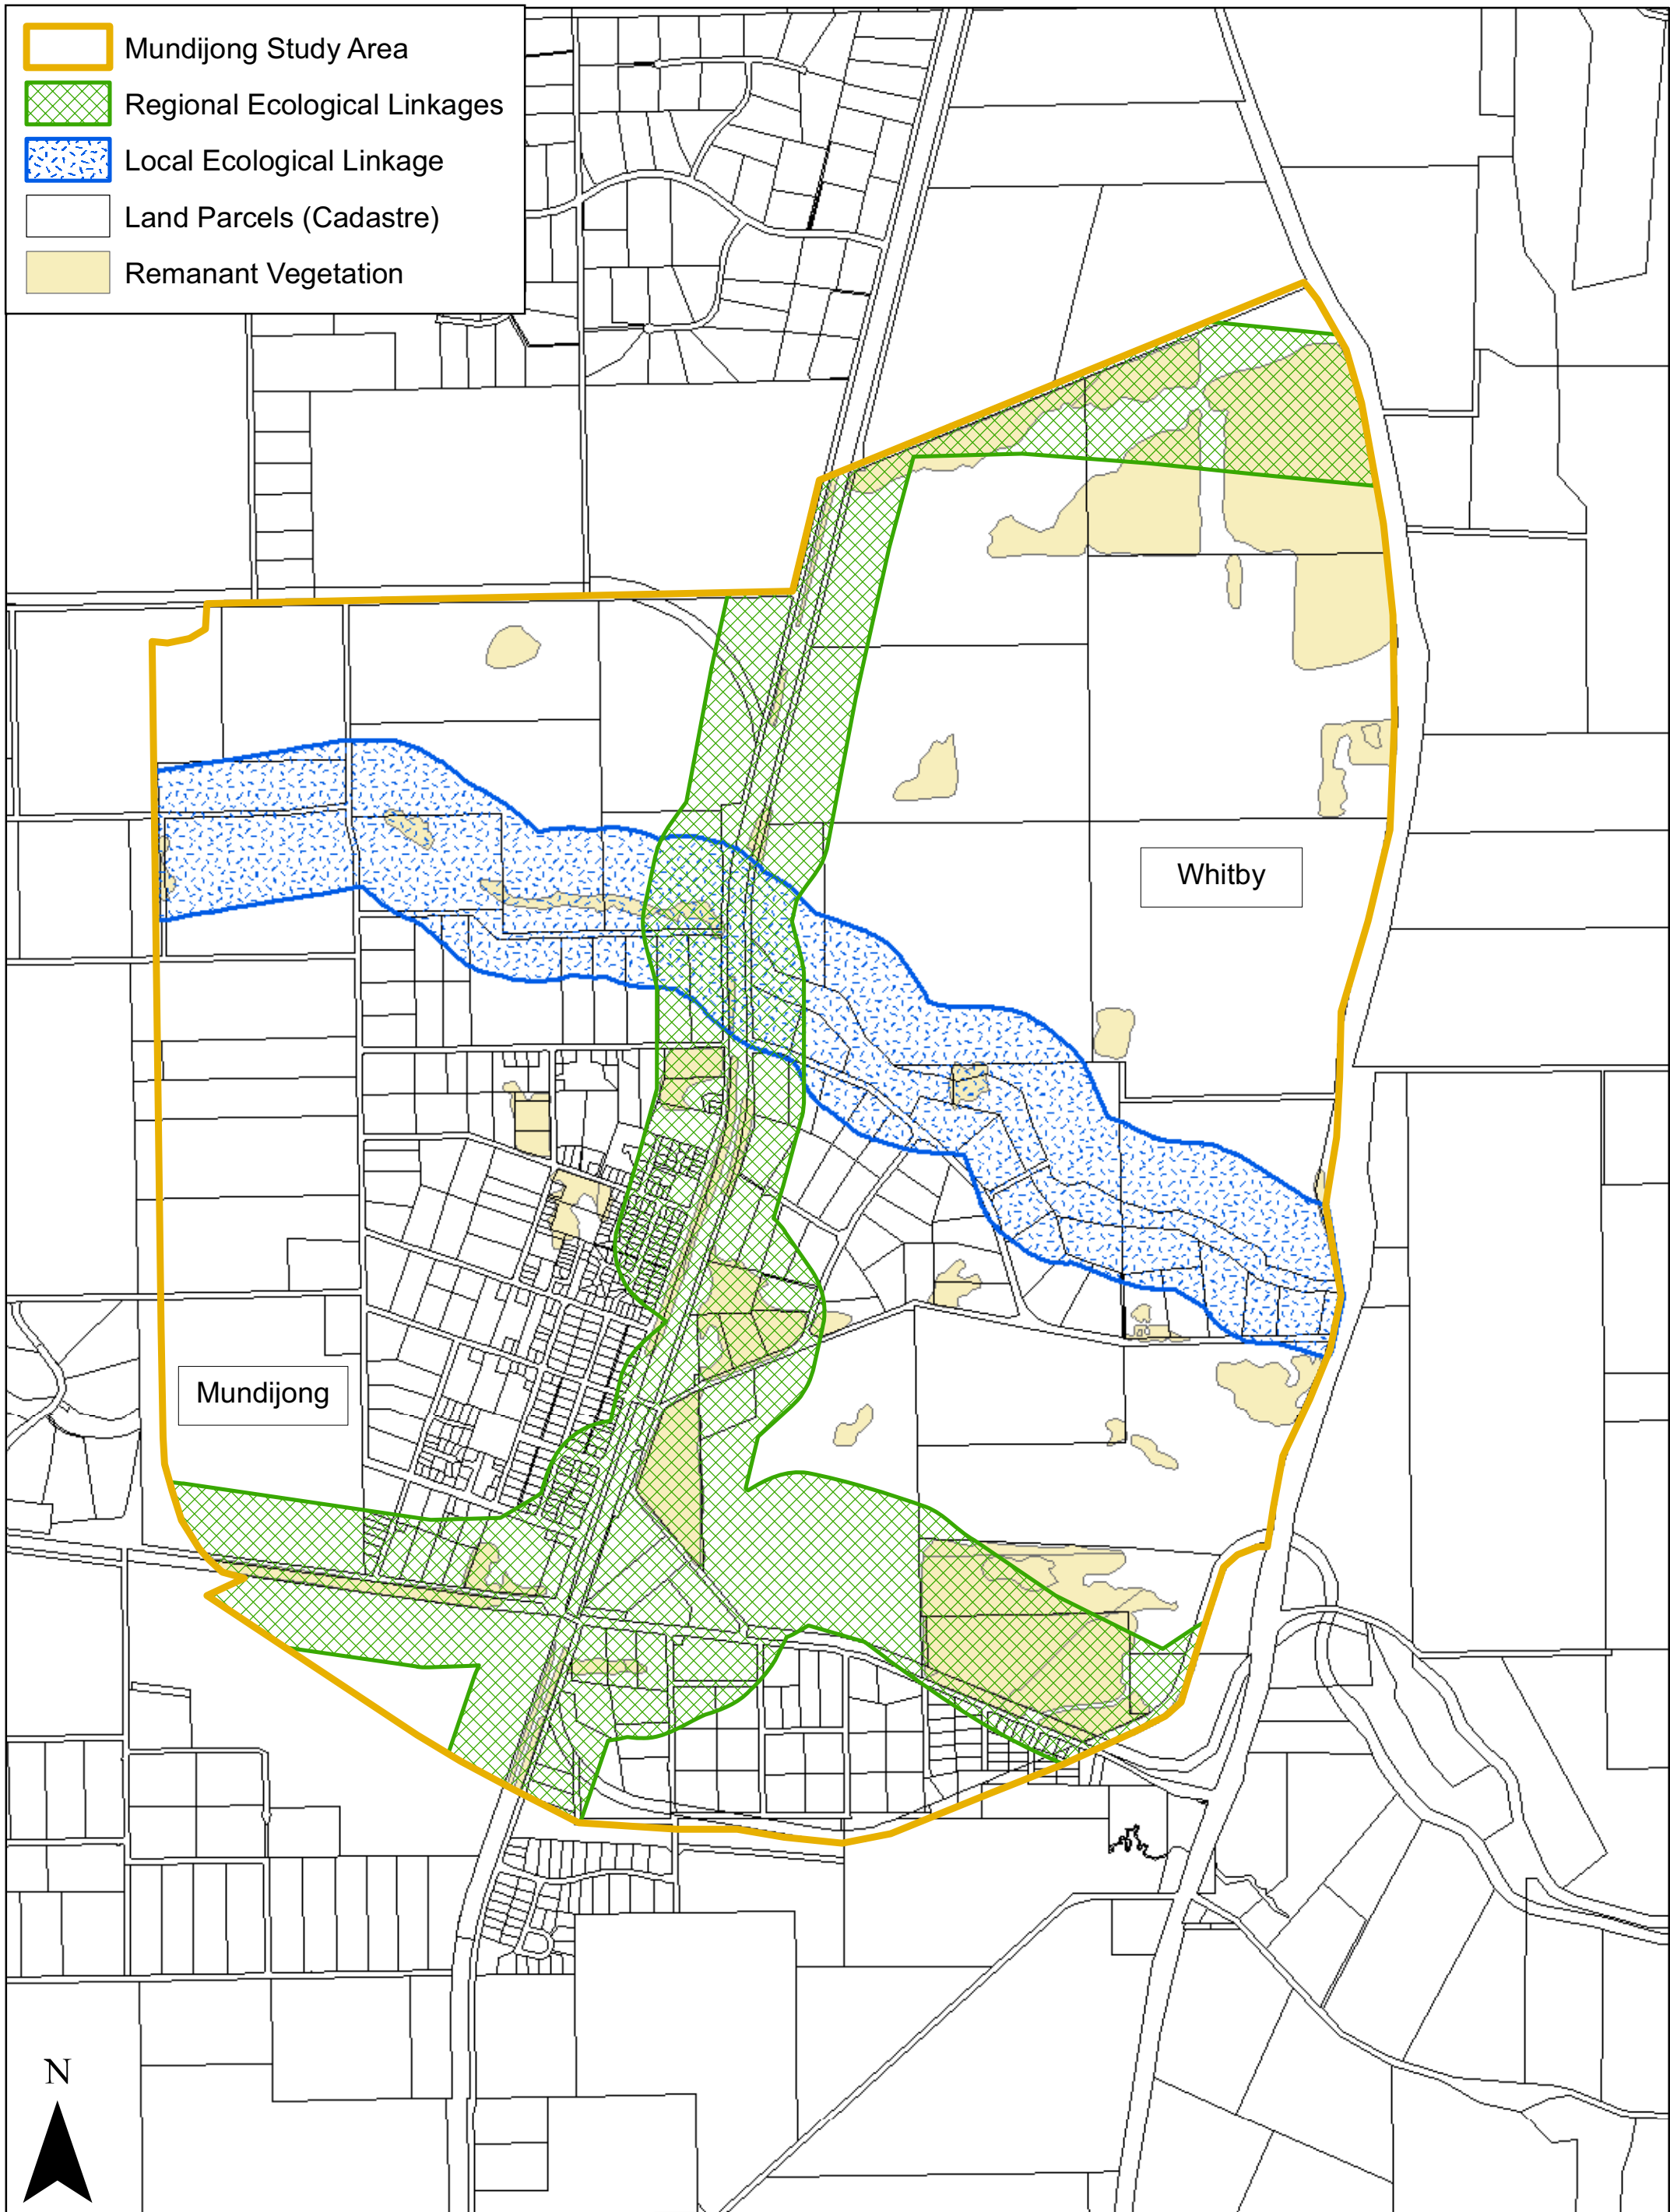 Mundijong Study Area
Regional Ecological Linkages
Local Ecological Linkage
Land Parcels (Cadastre)
Remanant Vegetation
Whitby
Mundijong
N